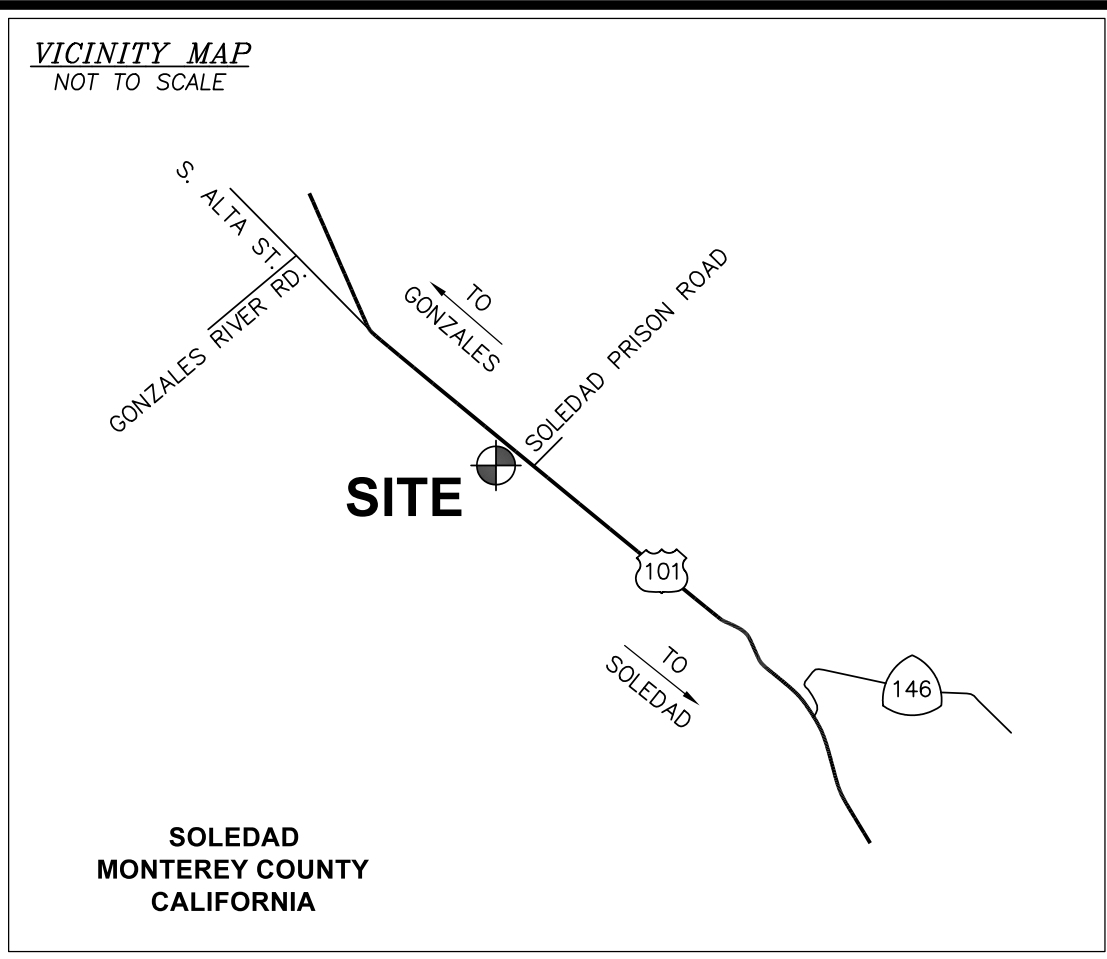 VICINITY MAP
NOT TO SCALE
S. ALTA ST.
GONZALES RIVER RD.
TO
GONZALES
SOLEDAD PRISON ROAD
SITE
101
TO
SOLEDAD
146
SOLEDAD
MONTEREY COUNTY
CALIFORNIA